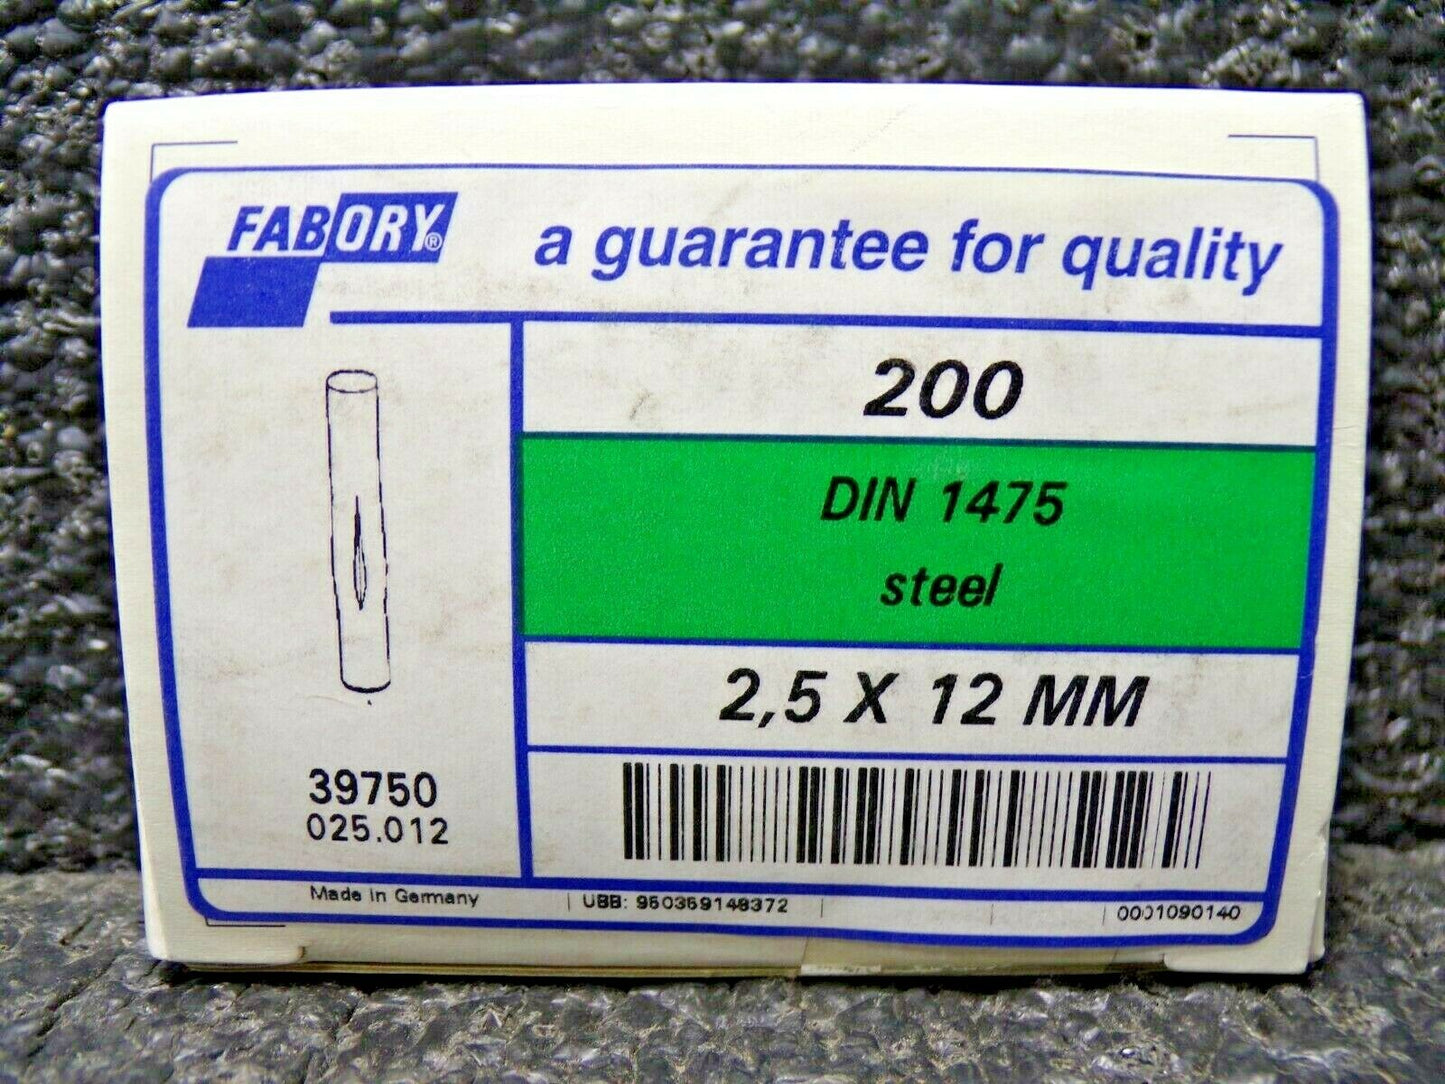 FABORY®
a guarantee for quality
200
DIN 1475
steel
2,5 X 12 MM
39750
025.012
Made in Germany
UBB: 950359148372
0001090140